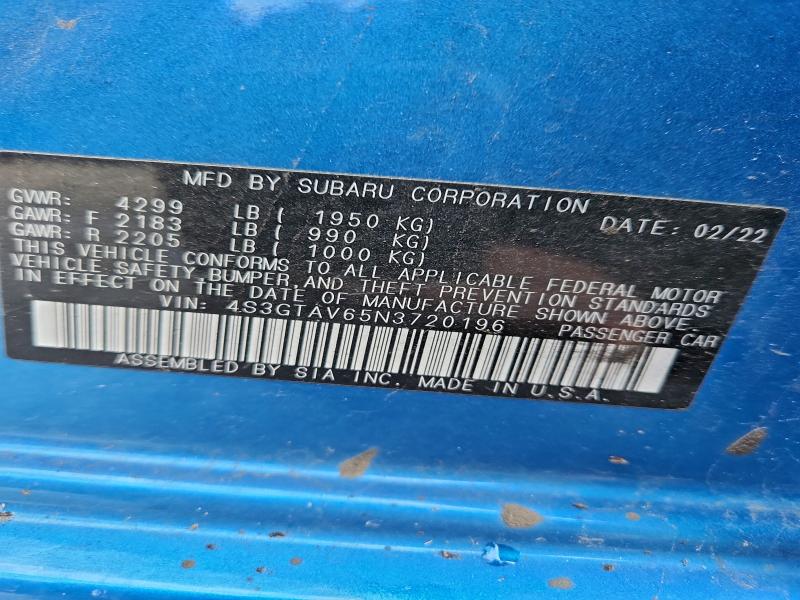 MFD BY SUBARU CORPORATION DATE: 02/22
GVWR: 4299 LB ( 1950 KG)
GAWR: F 2183 LB ( 990 KG)
GAWR: R 2205 LB ( 1000 KG)
THIS VEHICLE CONFORMS TO ALL APPLICABLE FEDERAL MOTOR
VEHICLE SAFETY,BUMPER,AND THEFT PREVENTION STANDARDS
IN EFFECT ON THE DATE OF MANUFACTURE SHOWN ABOVE.
VIN: 4S3GTAV65N3720196 PASSENGER CAR
ASSEMBLED BY SIA INC. MADE IN U.S.A.